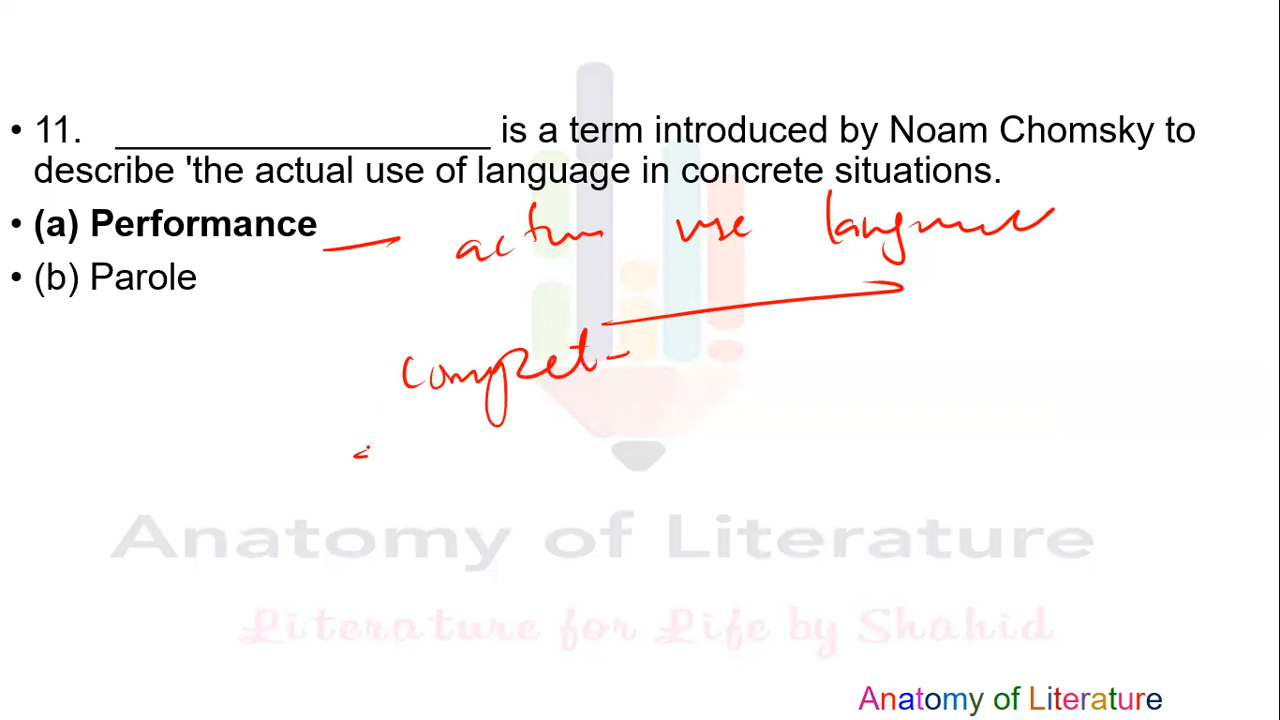 • 11. __________________ is a term introduced by Noam Chomsky to
describe 'the actual use of language in concrete situations.
• (a) Performance
actu use language
• (b) Parole
compet
Anatomy of Literature
Literature for Life by Shahid
Anatomy of Literature